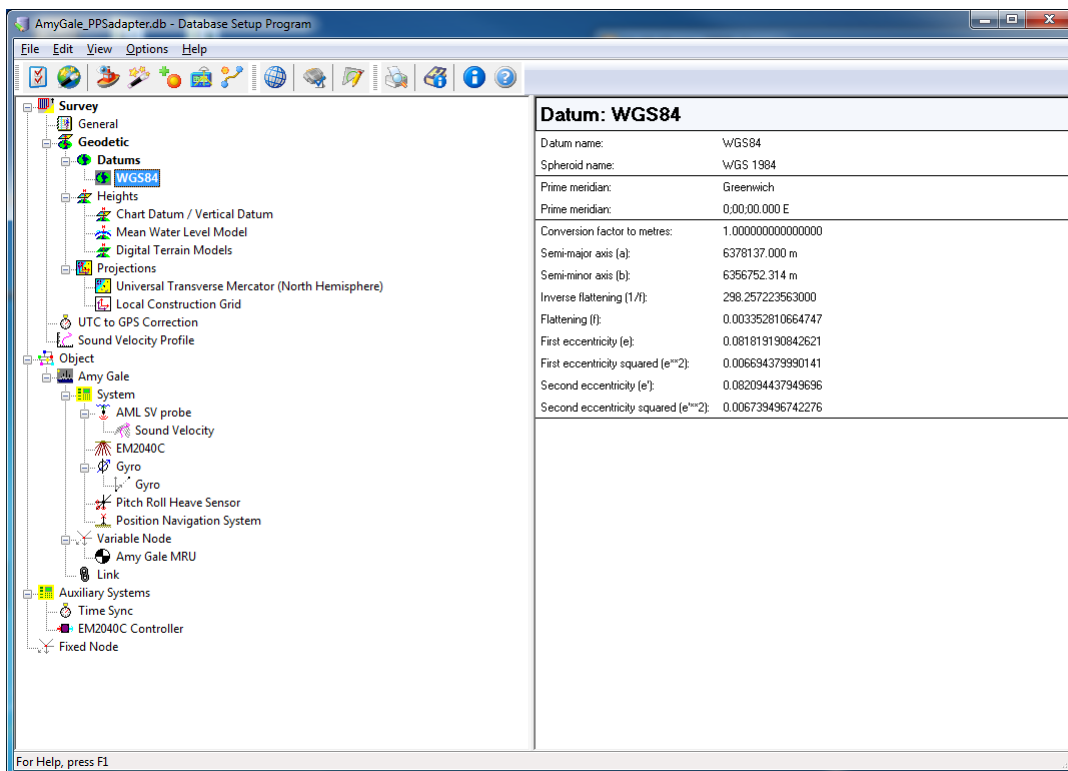 AmyGale_PPSadapter.db - Database Setup Program
File Edit View Options Help
Survey
General
Geodetic
Datums
WGS84
Heights
Chart Datum / Vertical Datum
Mean Water Level Model
Digital Terrain Models
Projections
Universal Transverse Mercator (North Hemisphere)
Local Construction Grid
UTC to GPS Correction
Sound Velocity Profile
Object
Amy Gale
System
AML SV probe
Sound Velocity
EM2040C
Gyro
Gyro
Pitch Roll Heave Sensor
Position Navigation System
Variable Node
Amy Gale MRU
Link
Auxiliary Systems
Time Sync
EM2040C Controller
Fixed Node
Datum: WGS84
Datum name: WGS84
Spheroid name: WGS 1984
Prime meridian: Greenwich
Prime meridian: 0;00;00.000 E
Conversion factor to metres: 1.000000000000000
Semi-major axis (a): 6378137.000 m
Semi-minor axis (b): 6356752.314 m
Inverse flattening (1/f): 298.257223563000
Flattening (f): 0.003352810664747
First eccentricity (e): 0.081819190842621
First eccentricity squared (e**2): 0.006694379990141
Second eccentricity (e'): 0.082094437949696
Second eccentricity squared (e'**2): 0.006739496742276
For Help, press F1